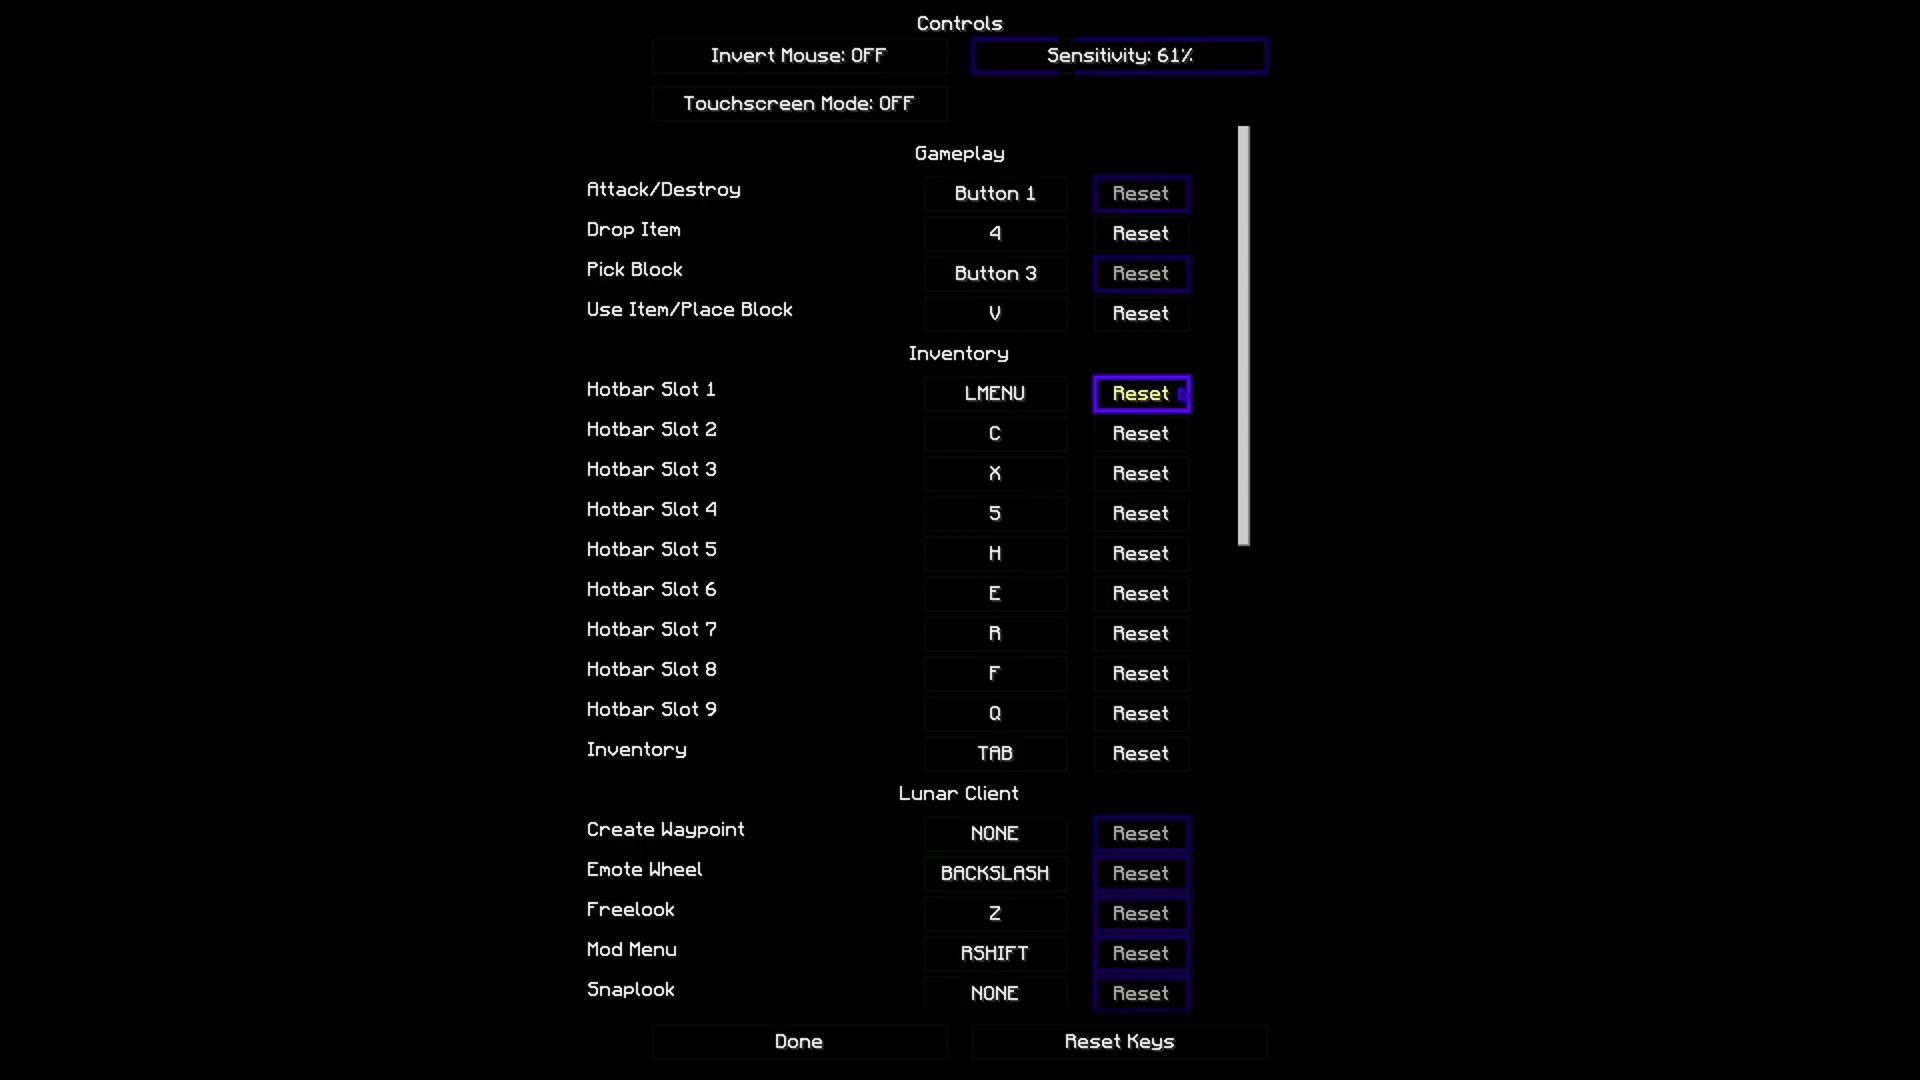 Controls
Invert Mouse: OFF Sensitivity: 61%
Touchscreen Mode: OFF
Gameplay
Attack/Destroy Button 1 Reset
Drop Item 4 Reset
Pick Block Button 3 Reset
Use Item/Place Block V Reset
Inventory
Hotbar Slot 1 LMENU Reset
Hotbar Slot 2 C Reset
Hotbar Slot 3 X Reset
Hotbar Slot 4 5 Reset
Hotbar Slot 5 H Reset
Hotbar Slot 6 E Reset
Hotbar Slot 7 R Reset
Hotbar Slot 8 F Reset
Hotbar Slot 9 Q Reset
Inventory TAB Reset
Lunar Client
Create Waypoint NONE Reset
Emote Wheel BACKSLASH Reset
Freelook Z Reset
Mod Menu RSHIFT Reset
Snaplook NONE Reset
Done Reset Keys